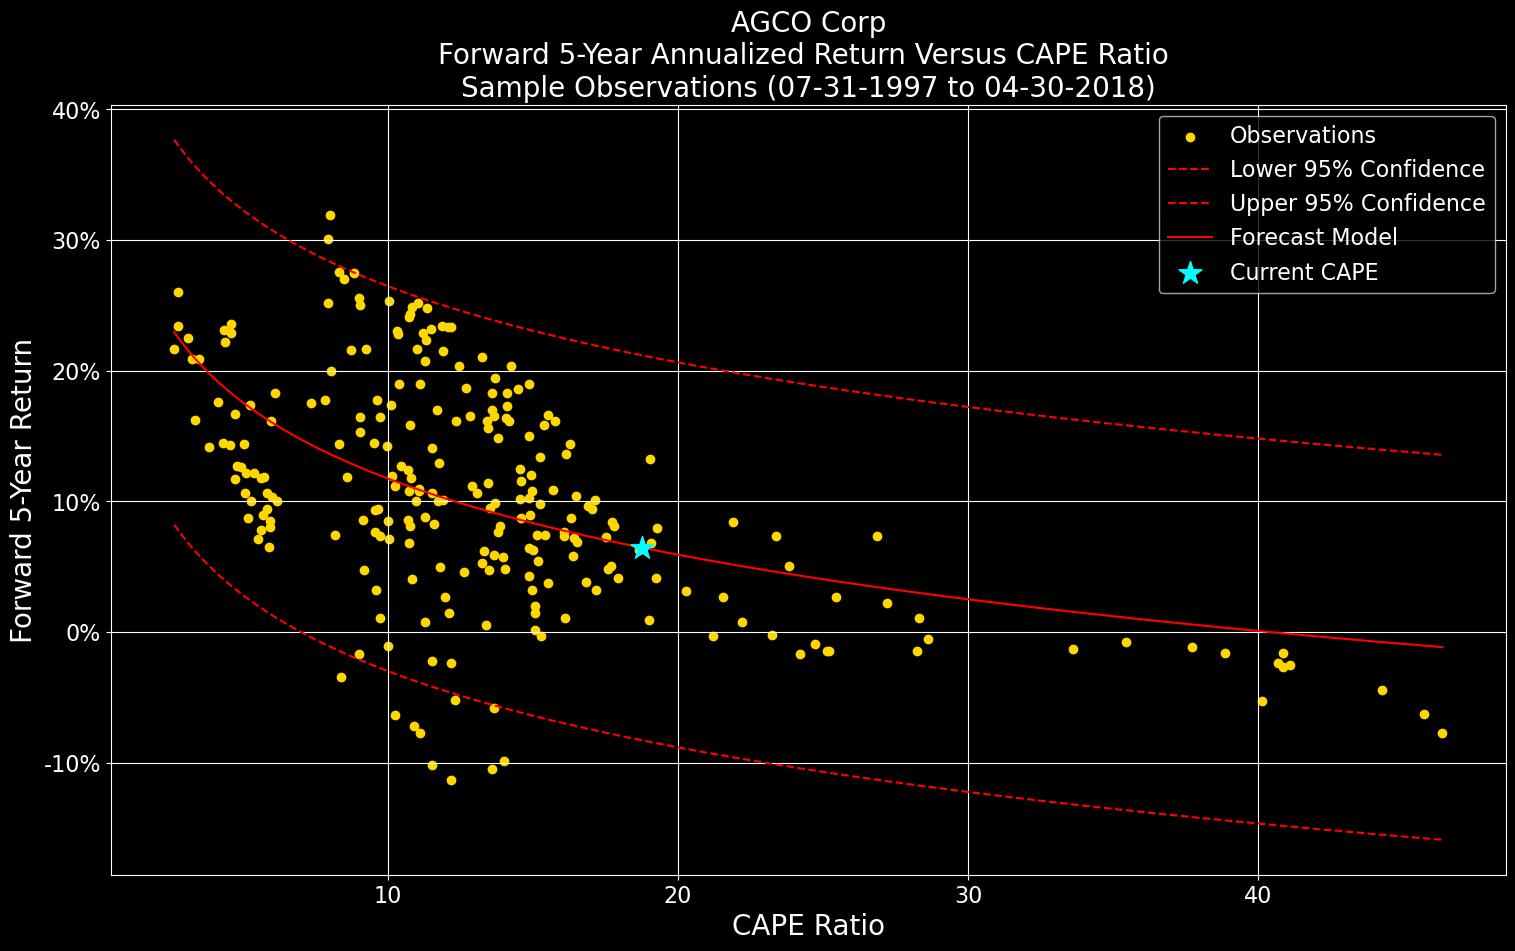 AGCO Corp
Forward 5-Year Annualized Return Versus CAPE Ratio
Sample Observations (07-31-1997 to 04-30-2018)
40%
30%
20%
10%
0%
-10%
Forward 5-Year Return
Observations
Lower 95% Confidence
Upper 95% Confidence
Forecast Model
Current CAPE
10 20 30 40
CAPE Ratio